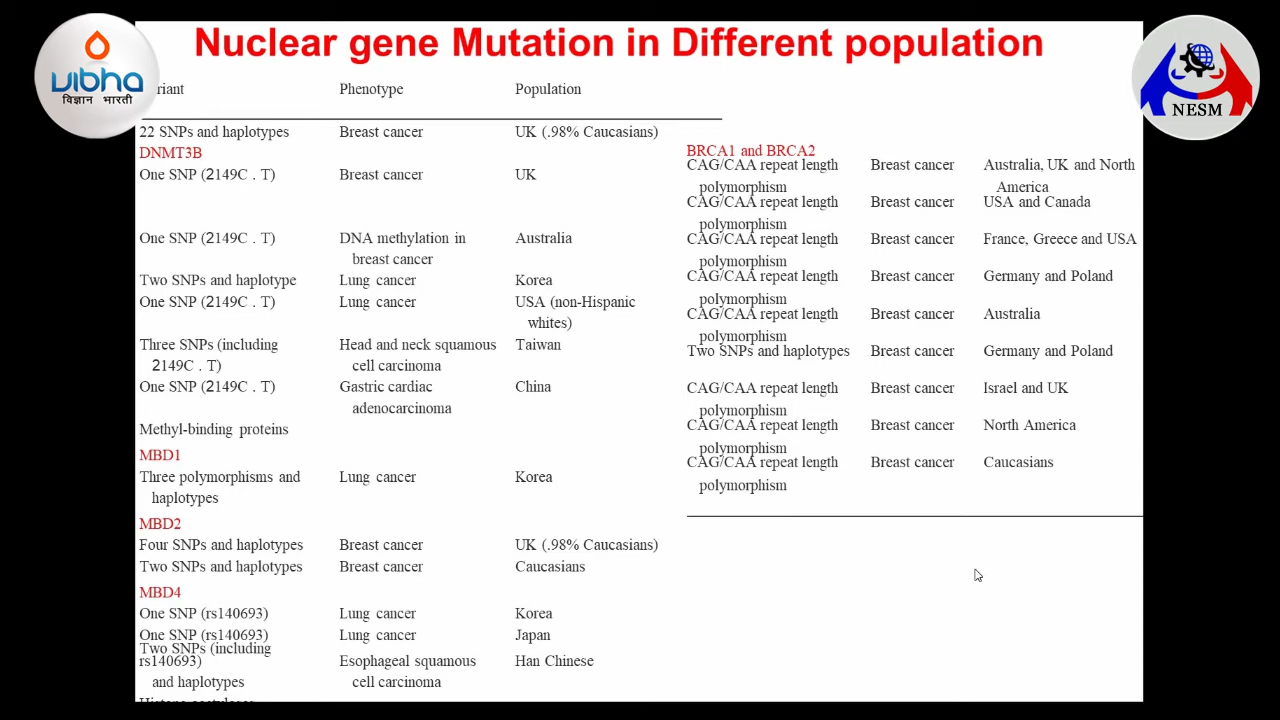 Nuclear gene Mutation in Different population
vibha
विज्ञान भारती
NESM
riant Phenotype Population
22 SNPs and haplotypes Breast cancer UK (.98% Caucasians)
DNMT3B
One SNP (2149C . T) Breast cancer UK
One SNP (2149C . T) DNA methylation in Australia
breast cancer
Two SNPs and haplotype Lung cancer Korea
One SNP (2149C . T) Lung cancer USA (non-Hispanic
whites)
Three SNPs (including Head and neck squamous Taiwan
2149C . T) cell carcinoma
One SNP (2149C . T) Gastric cardiac China
adenocarcinoma
Methyl-binding proteins
MBD1
Three polymorphisms and Lung cancer Korea
haplotypes
MBD2
Four SNPs and haplotypes Breast cancer UK (.98% Caucasians)
Two SNPs and haplotypes Breast cancer Caucasians
MBD4
One SNP (rs140693) Lung cancer Korea
One SNP (rs140693) Lung cancer Japan
Two SNPs (including
rs140693) Esophageal squamous Han Chinese
and haplotypes cell carcinoma
BRCA1 and BRCA2
CAG/CAA repeat length Breast cancer Australia, UK and North
polymorphism America
CAG/CAA repeat length Breast cancer USA and Canada
polymorphism
CAG/CAA repeat length Breast cancer France, Greece and USA
polymorphism
CAG/CAA repeat length Breast cancer Germany and Poland
polymorphism
CAG/CAA repeat length Breast cancer Australia
polymorphism
Two SNPs and haplotypes Breast cancer Germany and Poland
CAG/CAA repeat length Breast cancer Israel and UK
polymorphism
CAG/CAA repeat length Breast cancer North America
polymorphism
CAG/CAA repeat length Breast cancer Caucasians
polymorphism